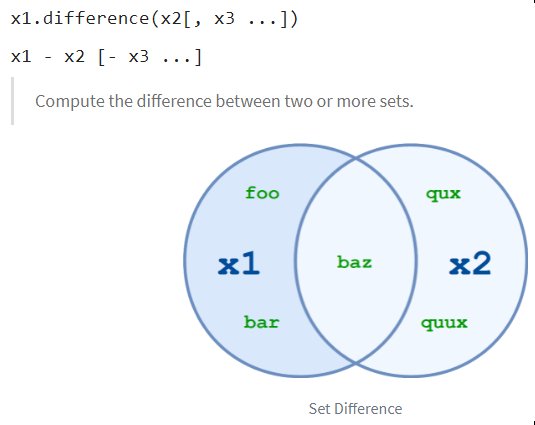 x1.difference(x2[, x3 ...])
x1 - x2 [- x3 ...]
Compute the difference between two or more sets.
foo
qux
x1
baz
x2
bar
quux
Set Difference